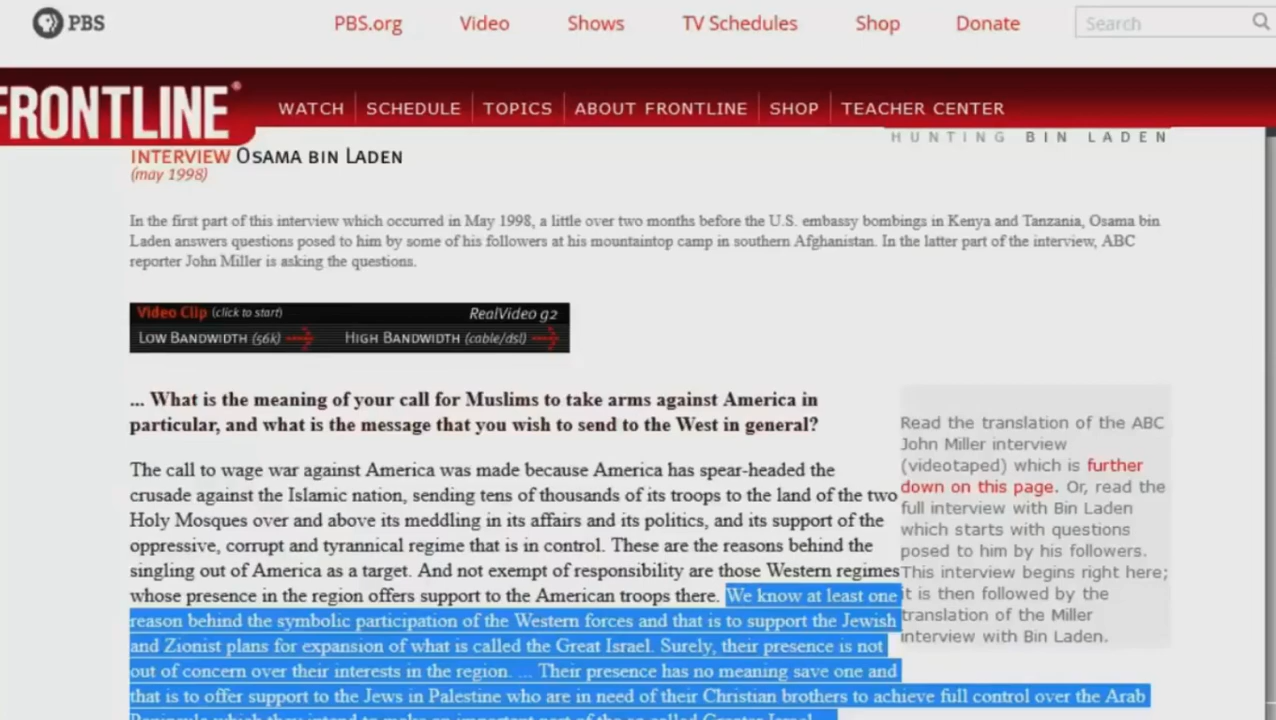 PBS
PBS.org Video Shows TV Schedules Shop Donate Search
FRONTLINE®
WATCH SCHEDULE TOPICS ABOUT FRONTLINE SHOP TEACHER CENTER
HUNTING BIN LADEN
INTERVIEW OSAMA BIN LADEN
(may 1998)
In the first part of this interview which occurred in May 1998, a little over two months before the U.S. embassy bombings in Kenya and Tanzania, Osama bin
Laden answers questions posed to him by some of his followers at his mountaintop camp in southern Afghanistan. In the latter part of the interview, ABC
reporter John Miller is asking the questions.
Video Clip (click to start) RealVideo g2
LOW BANDWIDTH (56k) HIGH BANDWIDTH (cable/dsl)
... What is the meaning of your call for Muslims to take arms against America in
particular, and what is the message that you wish to send to the West in general?
The call to wage war against America was made because America has spear-headed the
crusade against the Islamic nation, sending tens of thousands of its troops to the land of the two
Holy Mosques over and above its meddling in its affairs and its politics, and its support of the
oppressive, corrupt and tyrannical regime that is in control. These are the reasons behind the
singling out of America as a target. And not exempt of responsibility are those Western regimes
whose presence in the region offers support to the American troops there. We know at least one
reason behind the symbolic participation of the Western forces and that is to support the Jewish
and Zionist plans for expansion of what is called the Great Israel. Surely, their presence is not
out of concern over their interests in the region. ... Their presence has no meaning save one and
that is to offer support to the Jews in Palestine who are in need of their Christian brothers to achieve full control over the Arab
Peninsula which they intend to make an important part of the so called Greater Israel. ...
Read the translation of the ABC
John Miller interview
(videotaped) which is further
down on this page. Or, read the
full interview with Bin Laden
which starts with questions
posed to him by his followers.
This interview begins right here;
it is then followed by the
translation of the Miller
interview with Bin Laden.